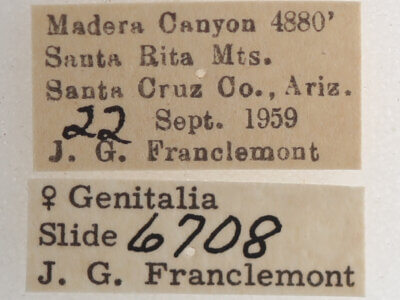 Madera Canyon 4880'
Santa Rita Mts.
Santa Cruz Co., Ariz.
22 Sept. 1959
J. G. Franclemont
♀ Genitalia
Slide 6708
J. G. Franclemont